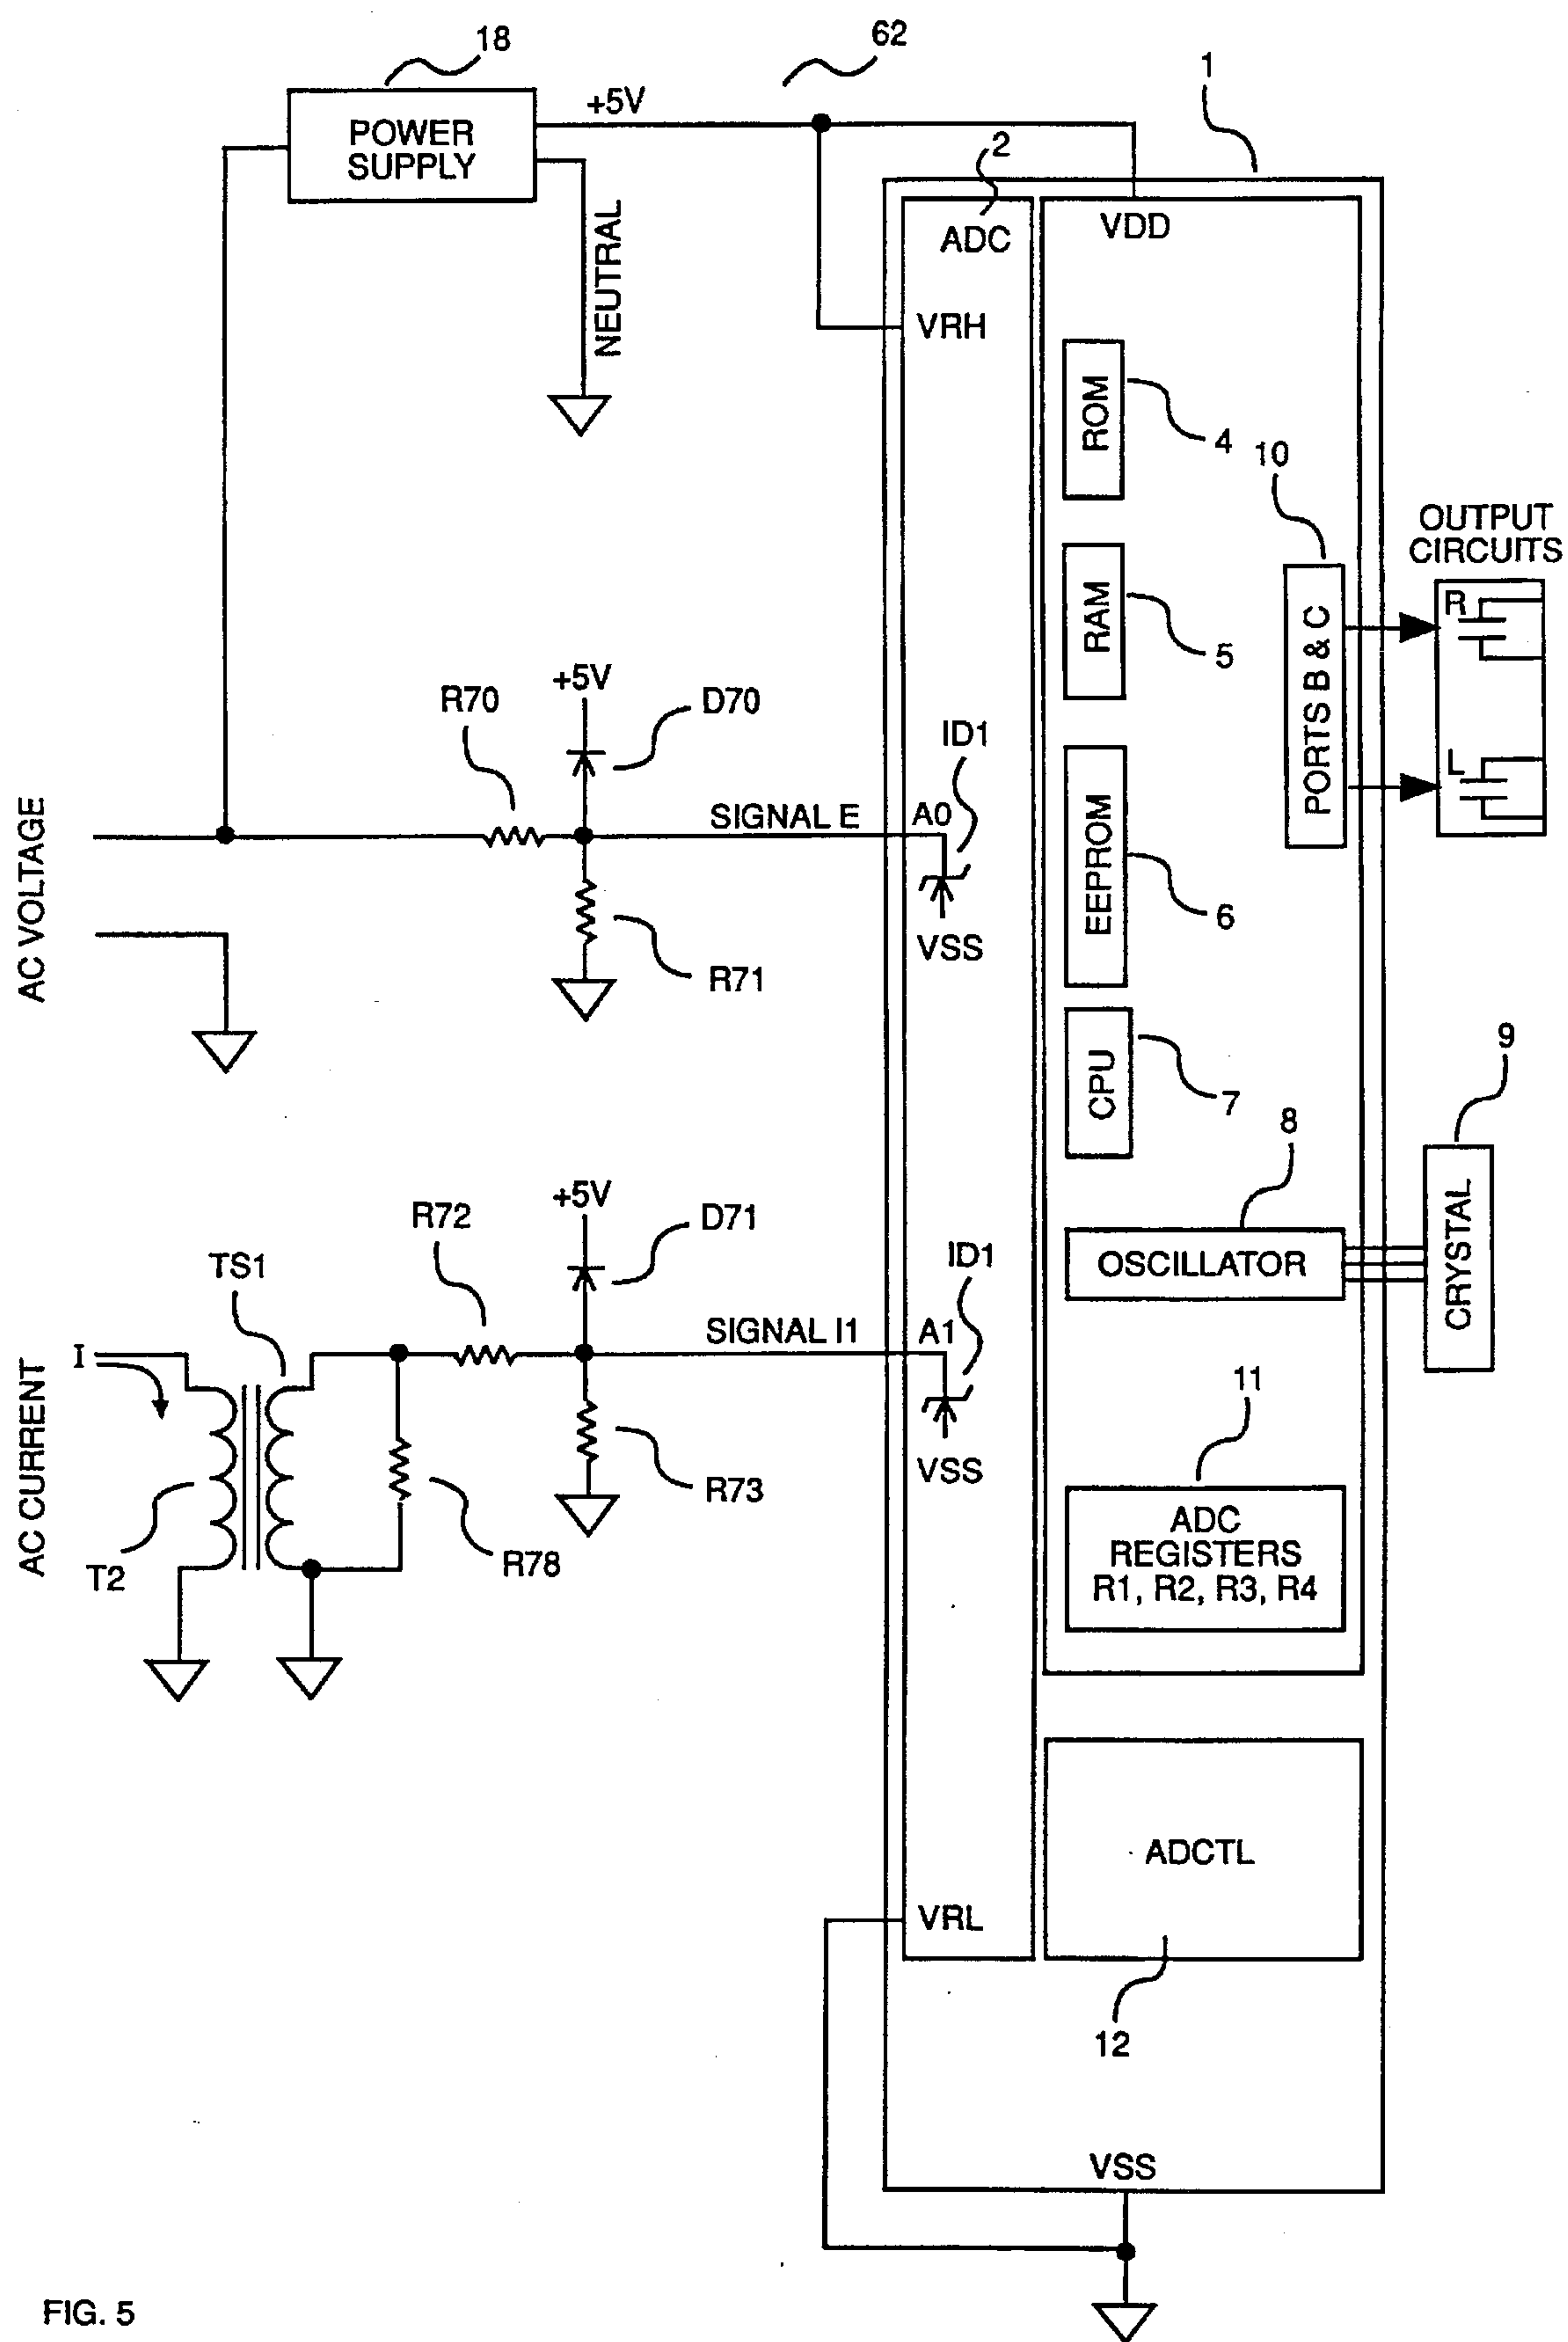 18
62
1
POWER
SUPPLY
+5V
NEUTRAL
2
ADC
VDD
VRH
ROM
4
10
OUTPUT
CIRCUITS
RAM
5
PORTS B & C
R
L
R70
+5V
D70
ID1
SIGNAL E
A0
VSS
EEPROM
6
R71
AC VOLTAGE
CPU
7
9
8
OSCILLATOR
CRYSTAL
R72
+5V
D71
ID1
TS1
SIGNAL I1
A1
VSS
I
AC CURRENT
T2
R78
R73
11
ADC
REGISTERS
R1, R2, R3, R4
ADCTL
VRL
12
VSS
FIG. 5